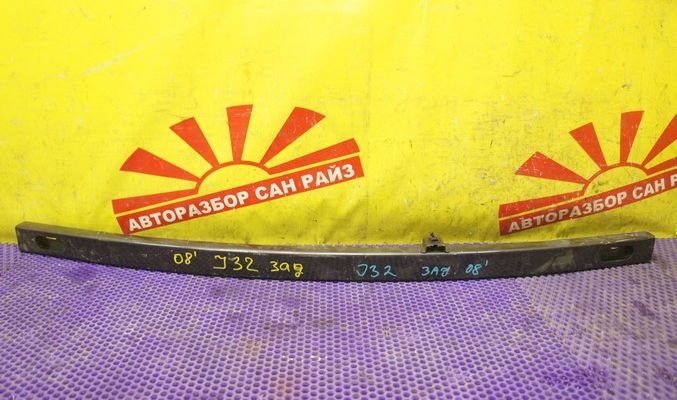 АВТОРАЗБОР САН РАЙЗ
АВТОРАЗБОР САН РАЙЗ
08' J32 зад
J32 зад. 08'